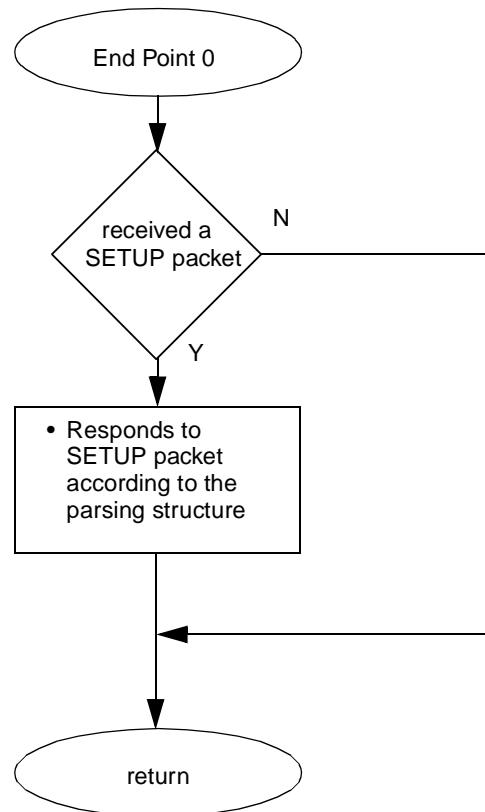 End Point 0
received a
SETUP packet
N
Y
• Responds to
SETUP packet
according to the
parsing structure
return